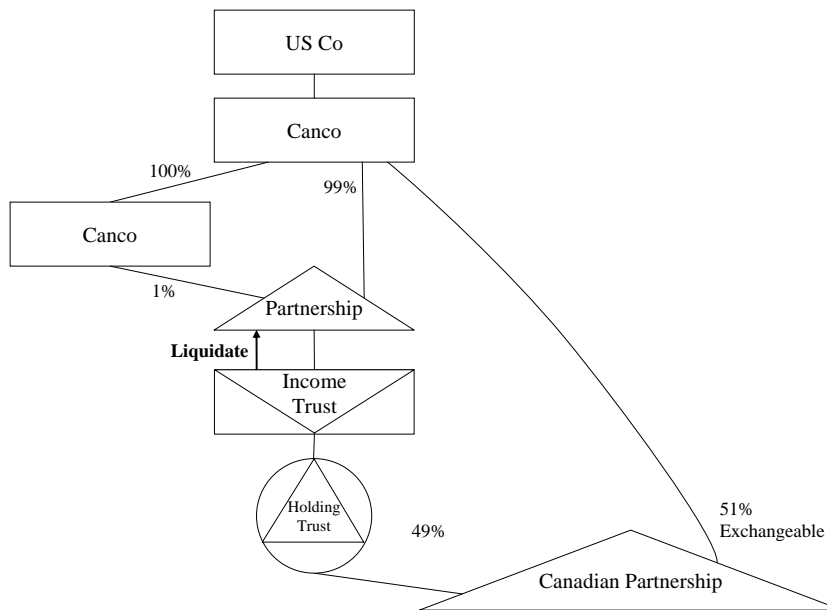 US Co
Canco
100%
99%
Canco
1%
Partnership
Liquidate
Income
Trust
Holding
Trust
49%
51%
Exchangeable
Canadian Partnership